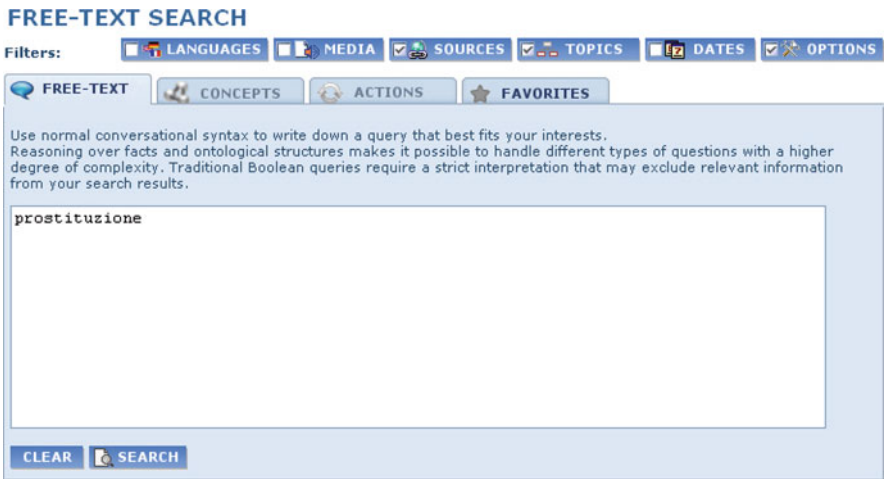 FREE-TEXT SEARCH
Filters: LANGUAGES MEDIA SOURCES TOPICS DATES OPTIONS
FREE-TEXT CONCEPTS ACTIONS FAVORITES
Use normal conversational syntax to write down a query that best fits your interests.
Reasoning over facts and ontological structures makes it possible to handle different types of questions with a higher
degree of complexity. Traditional Boolean queries require a strict interpretation that may exclude relevant information
from your search results.
prostituzione
CLEAR SEARCH